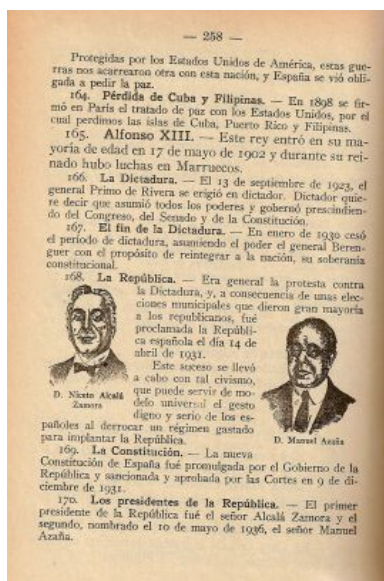 — 258 —
Protegidas por los Estados Unidos de América, estas gue-
rras nos acarrearon otra con esta nación, y España se vió obli-
gada a pedir la paz.
164. Pérdida de Cuba y Filipinas. — En 1898 se fir-
mó en París el tratado de paz con los Estados Unidos, por el
cual perdimos las islas de Cuba, Puerto Rico y Filipinas.
165. Alfonso XIII. — Este rey entró en su ma-
yoría de edad en 17 de mayo de 1902 y durante su rei-
nado hubo luchas en Marruecos.
166. La Dictadura. — El 13 de septiembre de 1923, el
general Primo de Rivera se erigió en dictador. Dictador quie-
re decir que asumió todos los poderes y gobernó prescindien-
do del Congreso, del Senado y de la Constitución.
167. El fin de la Dictadura. — En enero de 1930 cesó
el período de dictadura, asumiendo el poder el general Beren-
guer con el propósito de reintegrar a la nación, su soberanía
constitucional.
168. La República. — Era general la protesta contra
la Dictadura, y, a consecuencia de unas elec-
ciones municipales que dieron gran mayoría
a los republicanos, fué
proclamada la Repúbli-
ca española el día 14 de
abril de 1931.
Este suceso se llevó
a cabo con tal civismo,
que puede servir de mo-
delo universal el gesto
digno y serio de los es-
pañoles al derrocar un régimen gastado
para implantar la República.
D. Niceto Alcalá
Zamora
D. Manuel Azaña
169. La Constitución. — La nueva
Constitución de España fué promulgada por el Gobierno de la
República y sancionada y aprobada por las Cortes en 9 de di-
ciembre de 1931.
170. Los presidentes de la República. — El primer
presidente de la República fué el señor Alcalá Zamora y el
segundo, nombrado el 10 de mayo de 1936, el señor Manuel
Azaña.